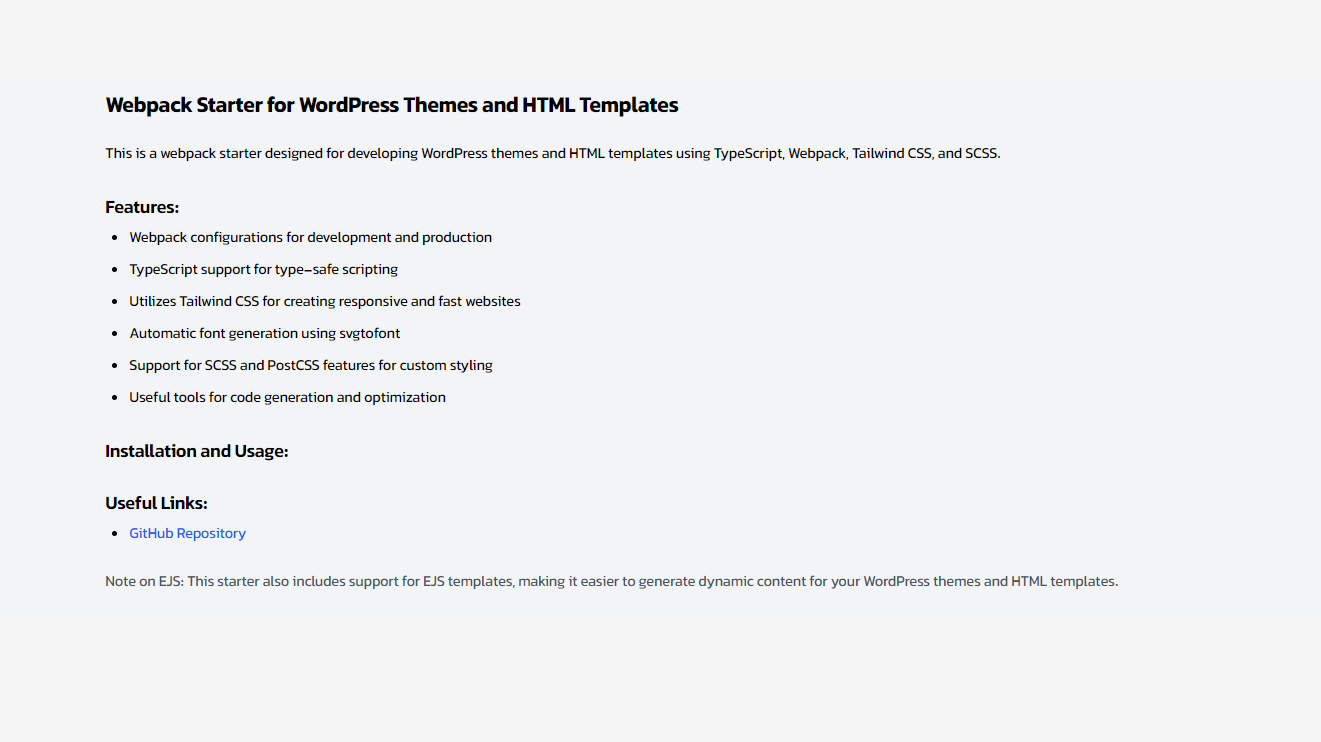 Webpack Starter for WordPress Themes and HTML Templates
This is a webpack starter designed for developing WordPress themes and HTML templates using TypeScript, Webpack, Tailwind CSS, and SCSS.
Features:
• Webpack configurations for development and production
• TypeScript support for type-safe scripting
• Utilizes Tailwind CSS for creating responsive and fast websites
• Automatic font generation using svgtofont
• Support for SCSS and PostCSS features for custom styling
• Useful tools for code generation and optimization
Installation and Usage:
Useful Links:
• GitHub Repository
Note on EJS: This starter also includes support for EJS templates, making it easier to generate dynamic content for your WordPress themes and HTML templates.